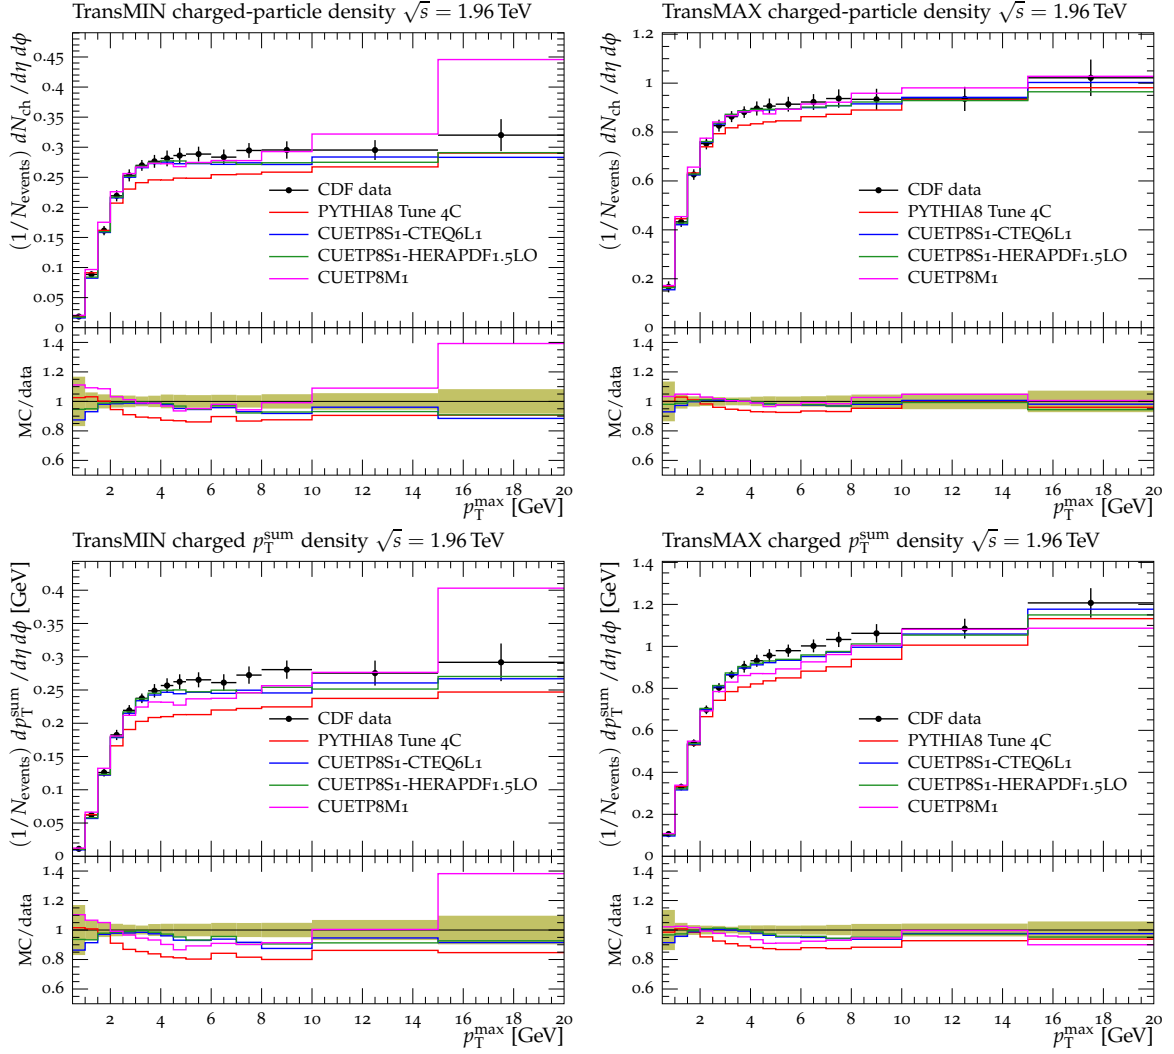 TransMIN charged-particle density √s = 1.96 TeV
(1/N_events) dN_ch/dη dϕ
0.45
0.4
0.35
0.3
0.25
0.2
0.15
0.1
0.05
0
CDF data
PYTHIA8 Tune 4C
CUETP8S1-CTEQ6L1
CUETP8S1-HERAPDF1.5LO
CUETP8M1
MC/data
1.4
1.2
1
0.8
0.6
2 4 6 8 10 12 14 16 18 20
p_T^max [GeV]
TransMAX charged-particle density √s = 1.96 TeV
(1/N_events) dN_ch/dη dϕ
1.2
1
0.8
0.6
0.4
0.2
0
CDF data
PYTHIA8 Tune 4C
CUETP8S1-CTEQ6L1
CUETP8S1-HERAPDF1.5LO
CUETP8M1
MC/data
1.4
1.2
1
0.8
0.6
2 4 6 8 10 12 14 16 18 20
p_T^max [GeV]
TransMIN charged p_T^sum density √s = 1.96 TeV
(1/N_events) dp_T^sum/dη dϕ [GeV]
0.4
0.35
0.3
0.25
0.2
0.15
0.1
0.05
0
CDF data
PYTHIA8 Tune 4C
CUETP8S1-CTEQ6L1
CUETP8S1-HERAPDF1.5LO
CUETP8M1
MC/data
1.4
1.2
1
0.8
0.6
2 4 6 8 10 12 14 16 18 20
p_T^max [GeV]
TransMAX charged p_T^sum density √s = 1.96 TeV
(1/N_events) dp_T^sum/dη dϕ [GeV]
1.4
1.2
1
0.8
0.6
0.4
0.2
0
CDF data
PYTHIA8 Tune 4C
CUETP8S1-CTEQ6L1
CUETP8S1-HERAPDF1.5LO
CUETP8M1
MC/data
1.4
1.2
1
0.8
0.6
2 4 6 8 10 12 14 16 18 20
p_T^max [GeV]